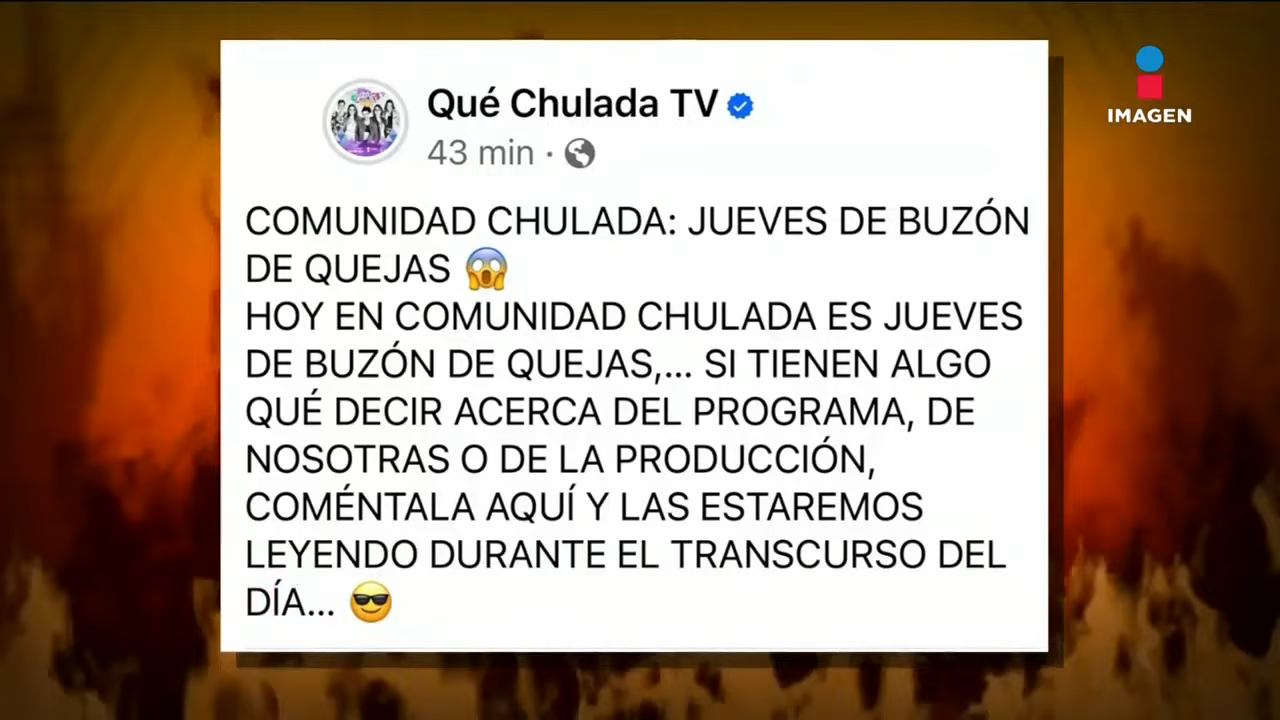 Qué Chulada TV
43 min ·
IMAGEN
COMUNIDAD CHULADA: JUEVES DE BUZÓN
DE QUEJAS 😱
HOY EN COMUNIDAD CHULADA ES JUEVES
DE BUZÓN DE QUEJAS,... SI TIENEN ALGO
QUÉ DECIR ACERCA DEL PROGRAMA, DE
NOSOTRAS O DE LA PRODUCCIÓN,
COMÉNTALA AQUÍ Y LAS ESTAREMOS
LEYENDO DURANTE EL TRANSCURSO DEL
DÍA... 😎